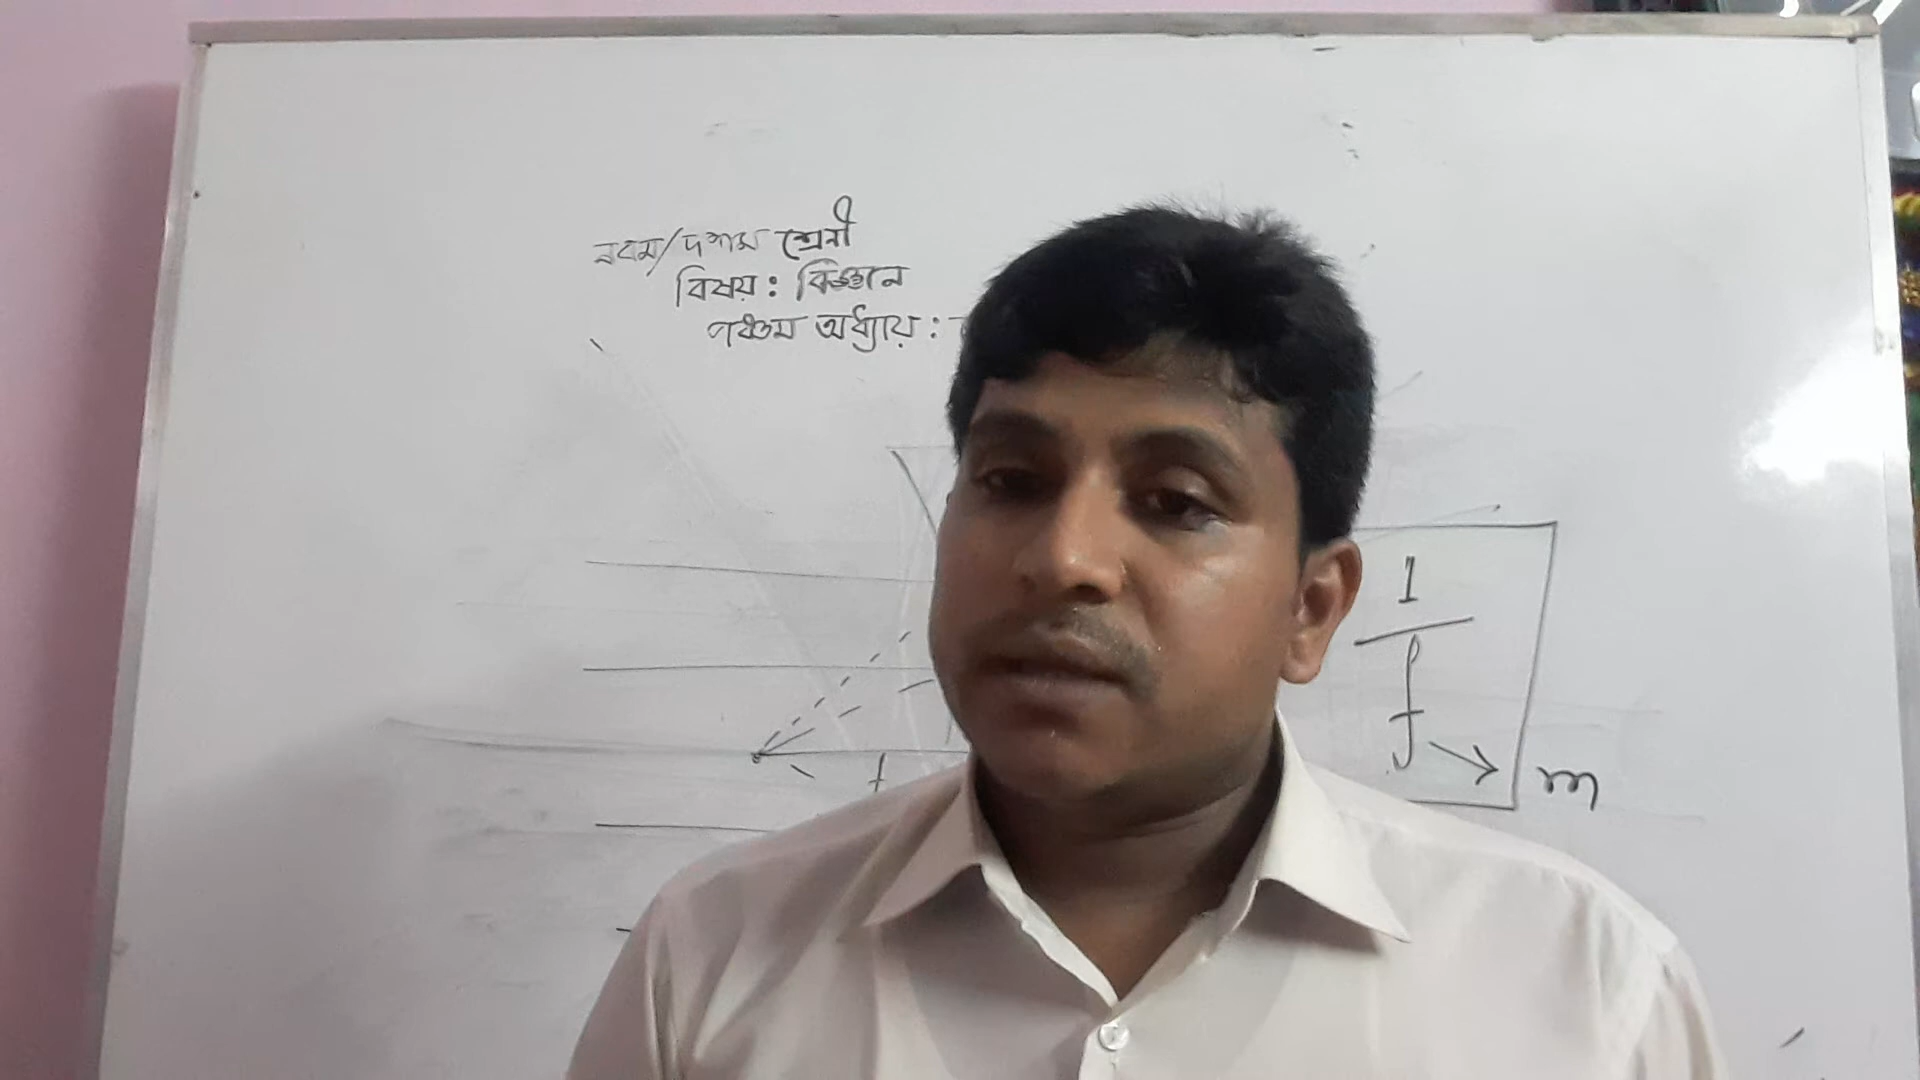 নবম/দশম শ্রেনী
বিষয়: বিজ্ঞান
পঞ্চম অধ্যায় :
1
f
m
f